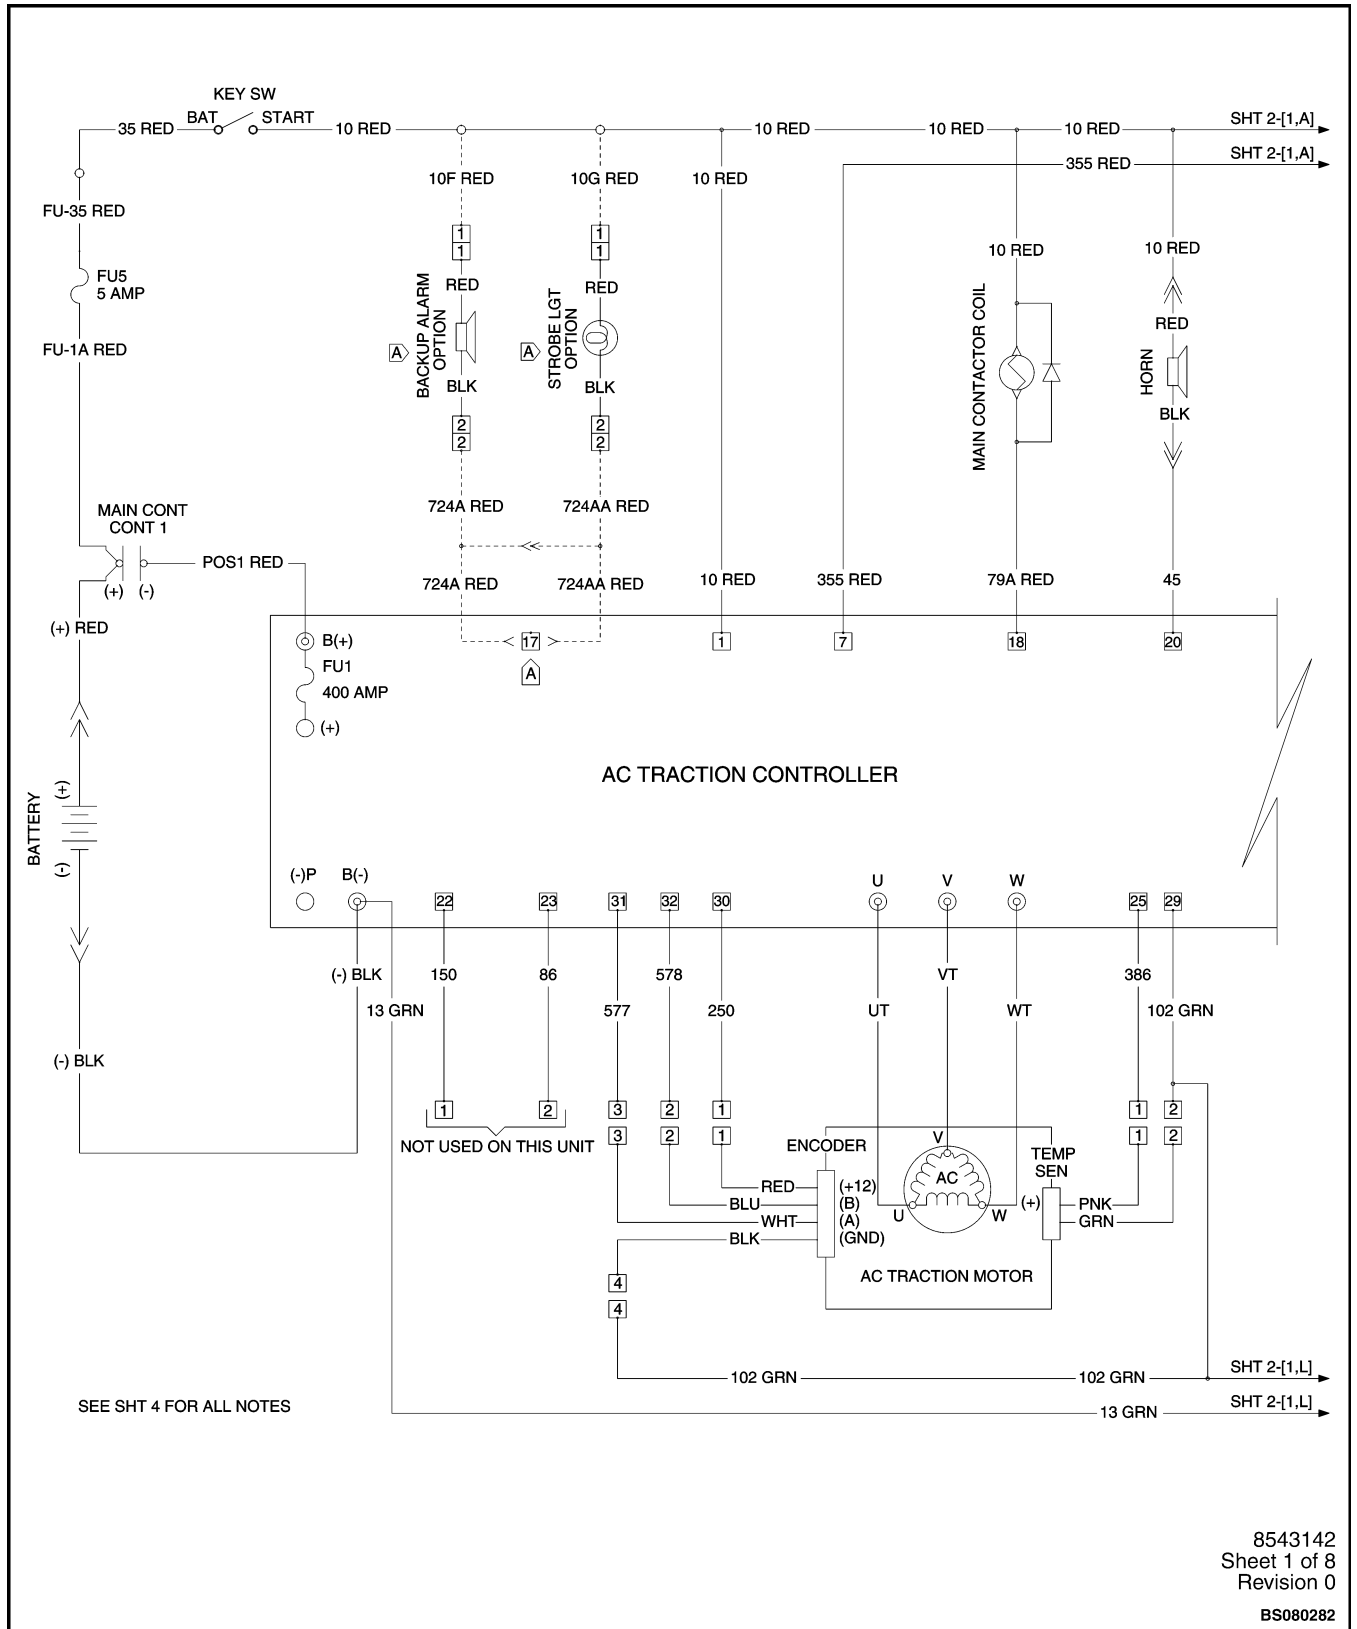 KEY SW
BAT
START
35 RED
10 RED
10 RED
10 RED
10 RED
SHT 2-[1,A]
355 RED
SHT 2-[1,A]
10F RED
10G RED
10 RED
FU-35 RED
1
1
1
1
10 RED
10 RED
FU5
5 AMP
RED
RED
BACKUP ALARM
OPTION
A
STROBE LGT
OPTION
A
MAIN CONTACTOR COIL
RED
HORN
FU-1A RED
BLK
BLK
BLK
2
2
2
2
724A RED
724AA RED
MAIN CONT
CONT 1
POS1 RED
(+)
(-)
724A RED
724AA RED
10 RED
355 RED
79A RED
45
(+) RED
B(+)
17
1
7
18
20
FU1
400 AMP
A
(+)
AC TRACTION CONTROLLER
BATTERY
(+)
(-)
(-)P
B(-)
U
V
W
22
23
31
32
30
25
29
(-) BLK
150
86
578
VT
386
13 GRN
577
250
UT
WT
102 GRN
(-) BLK
1
2
3
2
1
1
2
3
2
1
1
2
NOT USED ON THIS UNIT
ENCODER
V
TEMP
SEN
AC
RED
(+12)
BLU
(B)
WHT
(A)
BLK
(GND)
U
W
(+)
PNK
GRN
AC TRACTION MOTOR
4
4
102 GRN
102 GRN
SHT 2-[1,L]
SEE SHT 4 FOR ALL NOTES
13 GRN
SHT 2-[1,L]
8543142
Sheet 1 of 8
Revision 0
BS080282